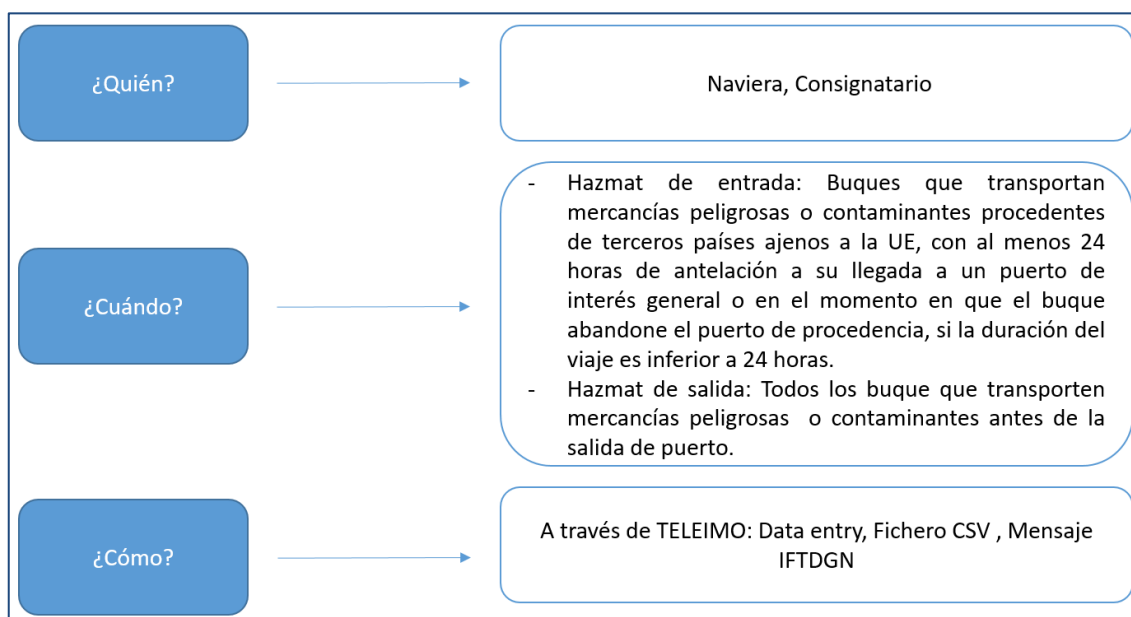 ¿Quién?
Naviera, Consignatario
¿Cuándo?
- Hazmat de entrada: Buques que transportan
mercancías peligrosas o contaminantes procedentes
de terceros países ajenos a la UE, con al menos 24
horas de antelación a su llegada a un puerto de
interés general o en el momento en que el buque
abandone el puerto de procedencia, si la duración del
viaje es inferior a 24 horas.
- Hazmat de salida: Todos los buque que transporten
mercancías peligrosas o contaminantes antes de la
salida de puerto.
¿Cómo?
A través de TELEIMO: Data entry, Fichero CSV , Mensaje
IFTDGN